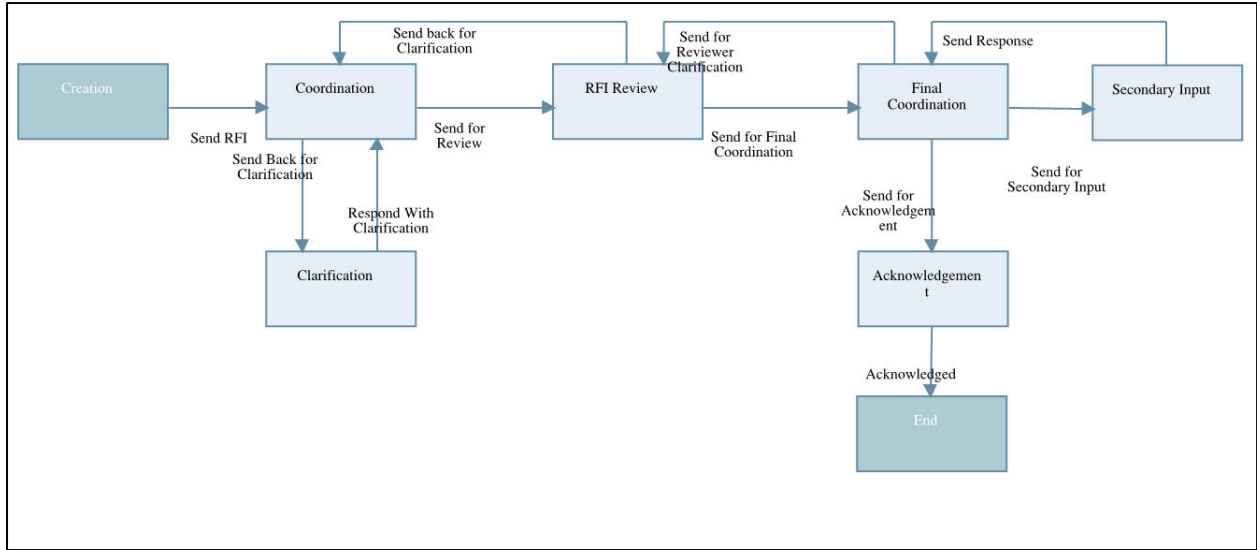 Send back for
Clarification
Send for
Reviewer
Clarification
Send Response
Creation
Coordination
RFI Review
Final
Coordination
Secondary Input
Send RFI
Send for
Review
Send for Final
Coordination
Send Back for
Clarification
Send for
Secondary Input
Respond With
Clarification
Send for
Acknowledgem
ent
Clarification
Acknowledgemen
t
Acknowledged
End